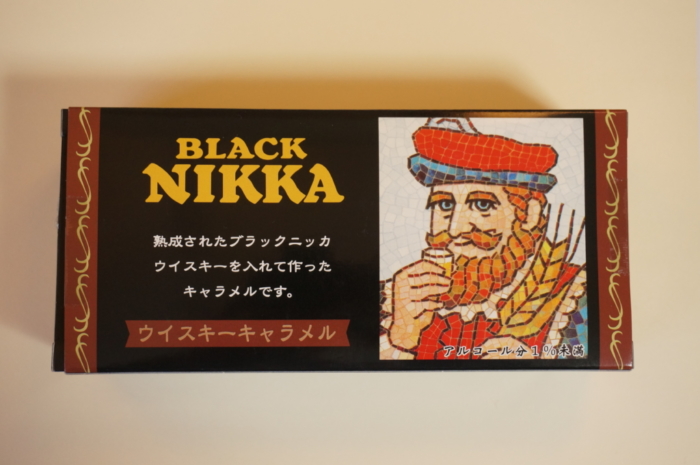 BLACK
NIKKA
熟成されたブラックニッカ
ウイスキーを入れて作った
キャラメルです。
ウイスキーキャラメル
アルコール分1%未満